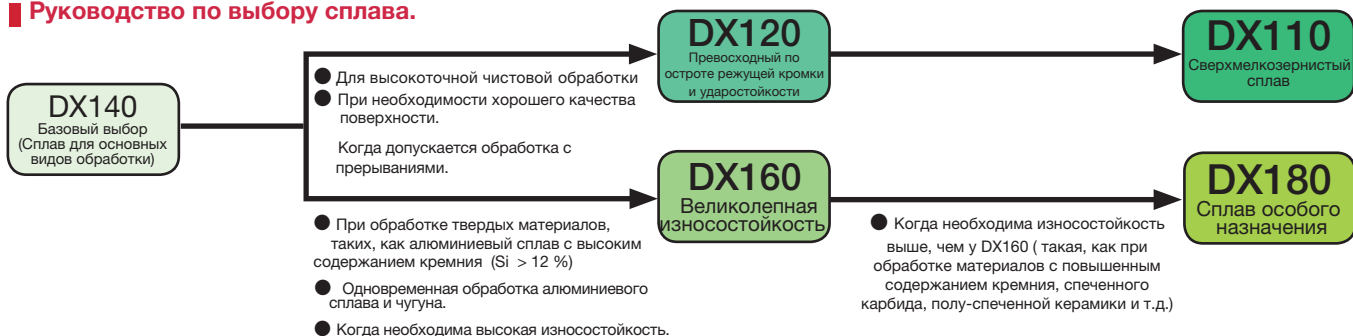 Руководство по выбору сплава.
DX140
Базовый выбор
(Сплав для основных
видов обработки)
● Для высокоточной чистовой обработки
● При необходимости хорошего качества
поверхности.
Когда допускается обработка с
прерываниями.
DX120
Превосходный по
остроте режущей кромки
и ударостойкости
DX110
Сверхмелкозернистый
сплав
● При обработке твердых материалов,
таких, как алюминиевый сплав с высоким
содержанием кремния (Si > 12 %)
● Одновременная обработка алюминиевого
сплава и чугуна.
● Когда необходима высокая износостойкость.
DX160
Великолепная
износостойкость
● Когда необходима износостойкость
выше, чем у DX160 ( такая, как при
обработке материалов с повышенным
содержанием кремния, спеченного
карбида, полу-спеченной керамики и т.д.)
DX180
Сплав особого
назначения